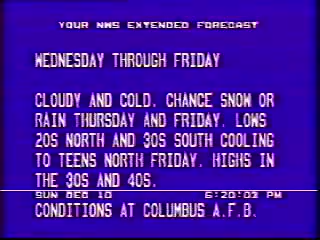 YOUR NWS EXTENDED FORECAST
WEDNESDAY THROUGH FRIDAY
CLOUDY AND COLD. CHANCE SNOW OR
RAIN THURSDAY AND FRIDAY. LOWS
20S NORTH AND 30S SOUTH COOLING
TO TEENS NORTH FRIDAY. HIGHS IN
THE 30S AND 40S.
SUN DEC 10 6:20:03 PM
CONDITIONS AT COLUMBUS A.F.B.